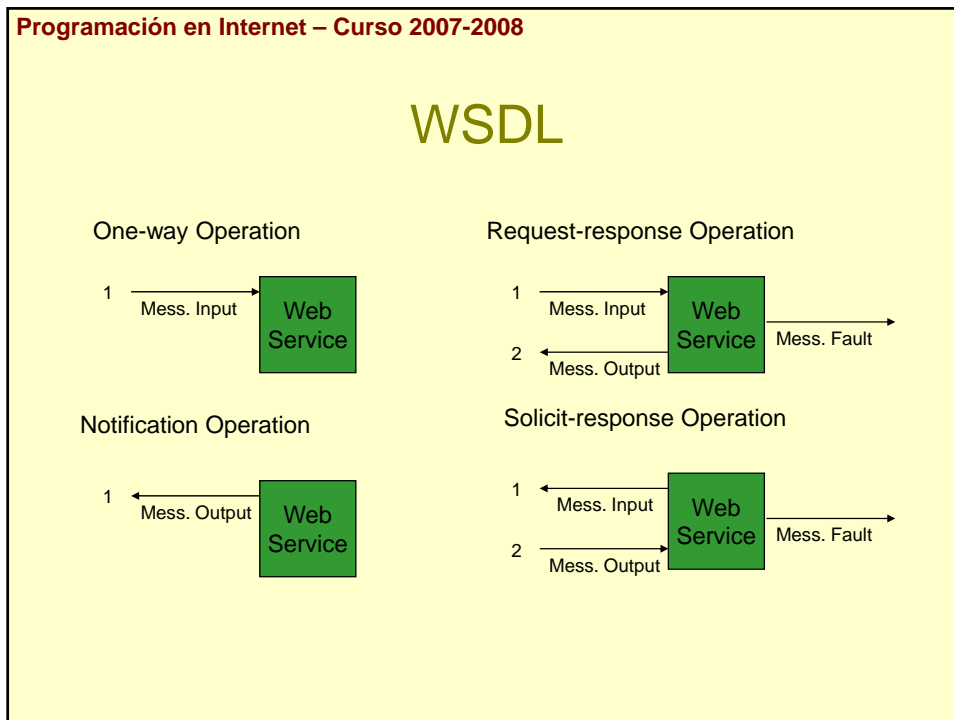 Programación en Internet – Curso 2007-2008
WSDL
One-way Operation
1
Mess. Input
Web
Service
Request-response Operation
1
Mess. Input
2
Mess. Output
Web
Service
Mess. Fault
Notification Operation
1
Mess. Output
Web
Service
Solicit-response Operation
1
Mess. Input
2
Mess. Output
Web
Service
Mess. Fault